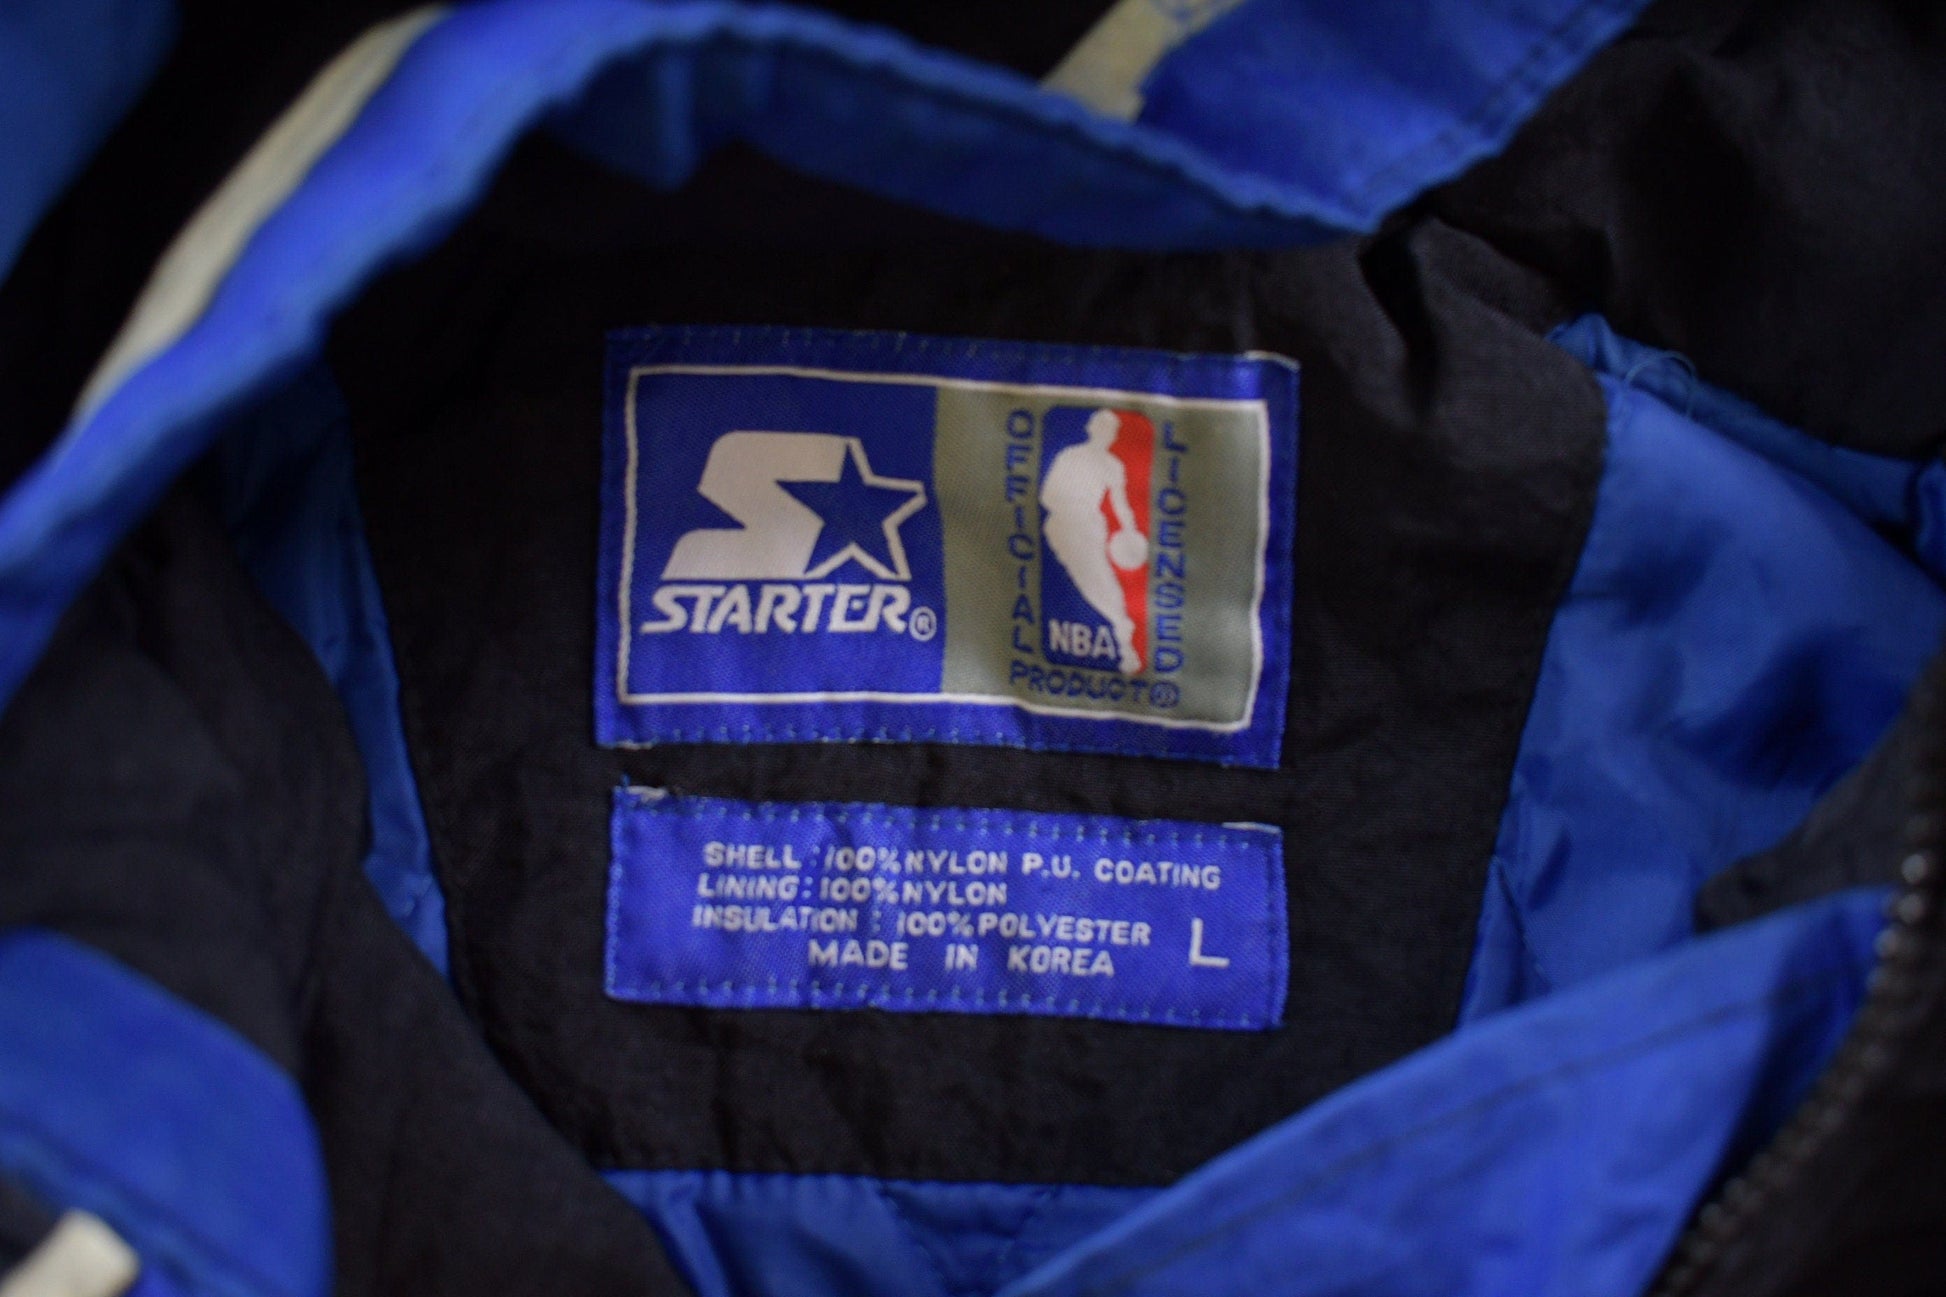 STARTER®
OFFICIAL
LICENSED
NBA
PRODUCT®
SHELL : 100% NYLON P.U. COATING
LINING : 100% NYLON
INSULATION : 100% POLYESTER
L
MADE IN KOREA